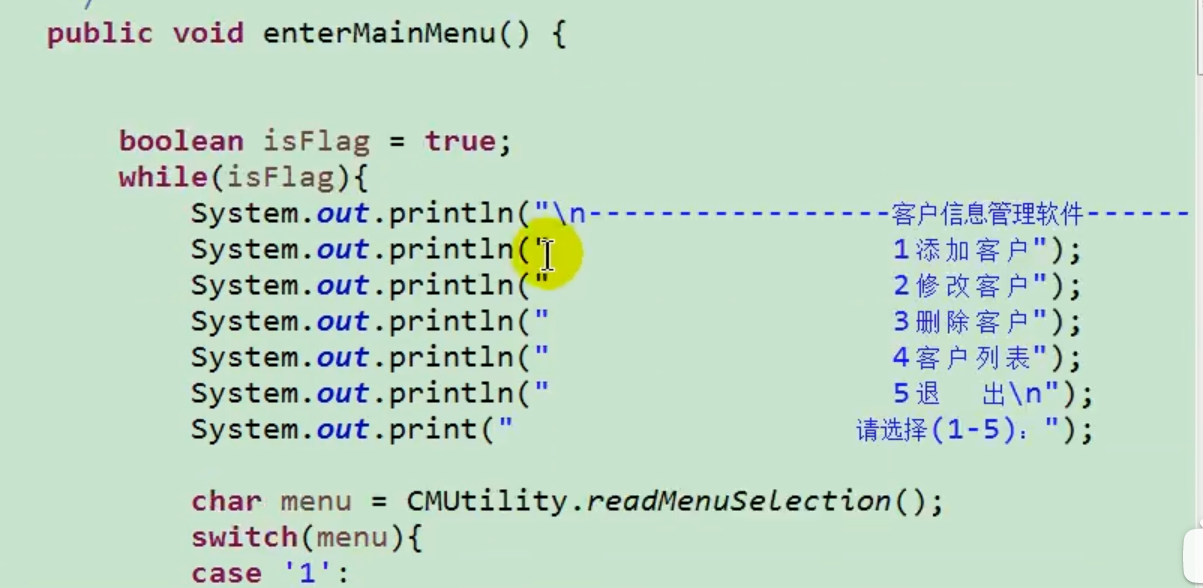 /
public void enterMainMenu() {
boolean isFlag = true;
while(isFlag){
System.out.println("\n-----------------客户信息管理软件------
System.out.println("                   1添加客户");
System.out.println("                   2修改客户");
System.out.println("                   3删除客户");
System.out.println("                   4客户列表");
System.out.println("                   5退  出\n");
System.out.print("                   请选择(1-5)：");
char menu = CMUtility.readMenuSelection();
switch(menu){
case '1':